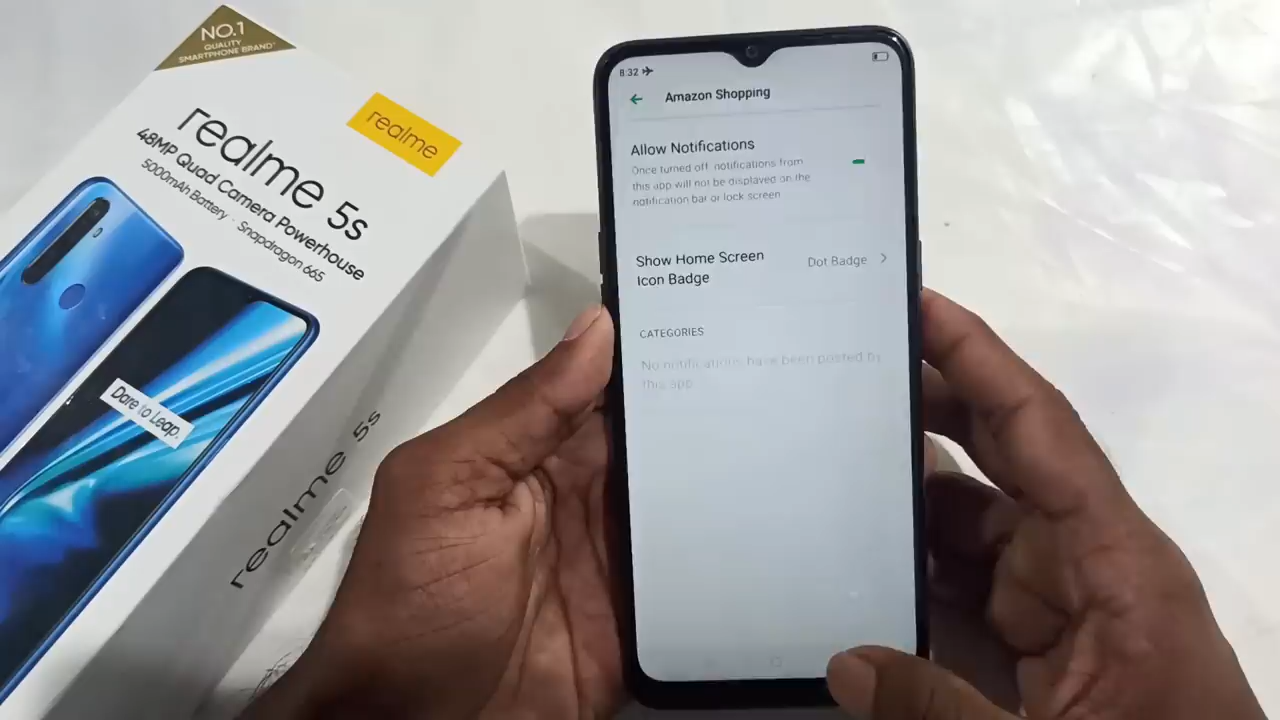 NO.1
QUALITY
SMARTPHONE BRAND*
realme
realme 5s
48MP Quad Camera Powerhouse
5000mAh Battery · Snapdragon 665
Dare to Leap.
realme 5s
8:32
Amazon Shopping
Allow Notifications
Once turned off, notifications from
this app will not be displayed on the
notification bar or lock screen
Show Home Screen
Icon Badge
Dot Badge
CATEGORIES
No notifications have been posted by
this app